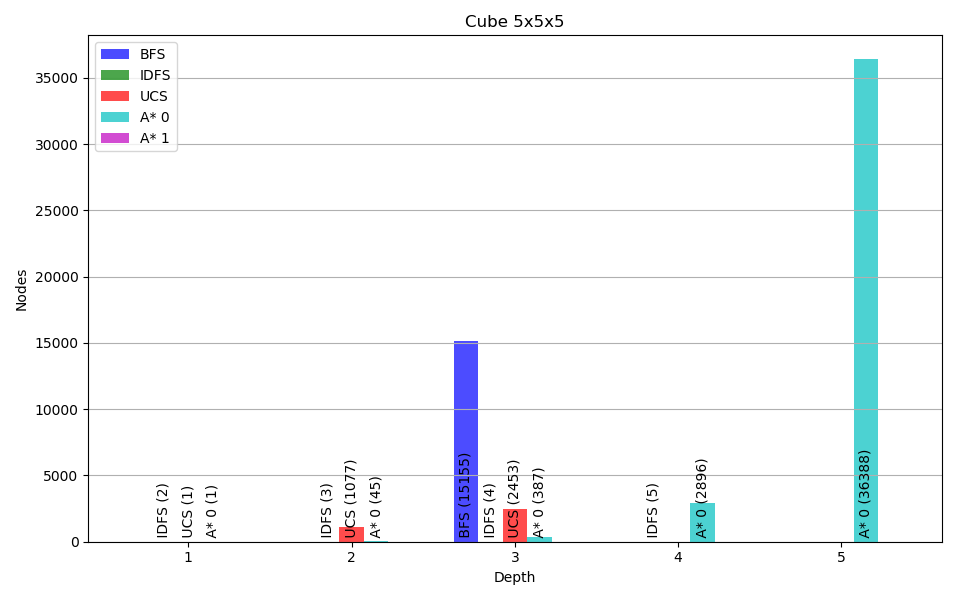 Cube 5x5x5
BFS
IDFS
UCS
A* 0
A* 1
Nodes
35000
30000
25000
20000
15000
10000
5000
0
IDFS (2)
UCS (1)
A* 0 (1)
IDFS (3)
UCS (1077)
A* 0 (45)
BFS (15155)
IDFS (4)
UCS (2453)
A* 0 (387)
IDFS (5)
A* 0 (2896)
A* 0 (36388)
1
2
3
4
5
Depth